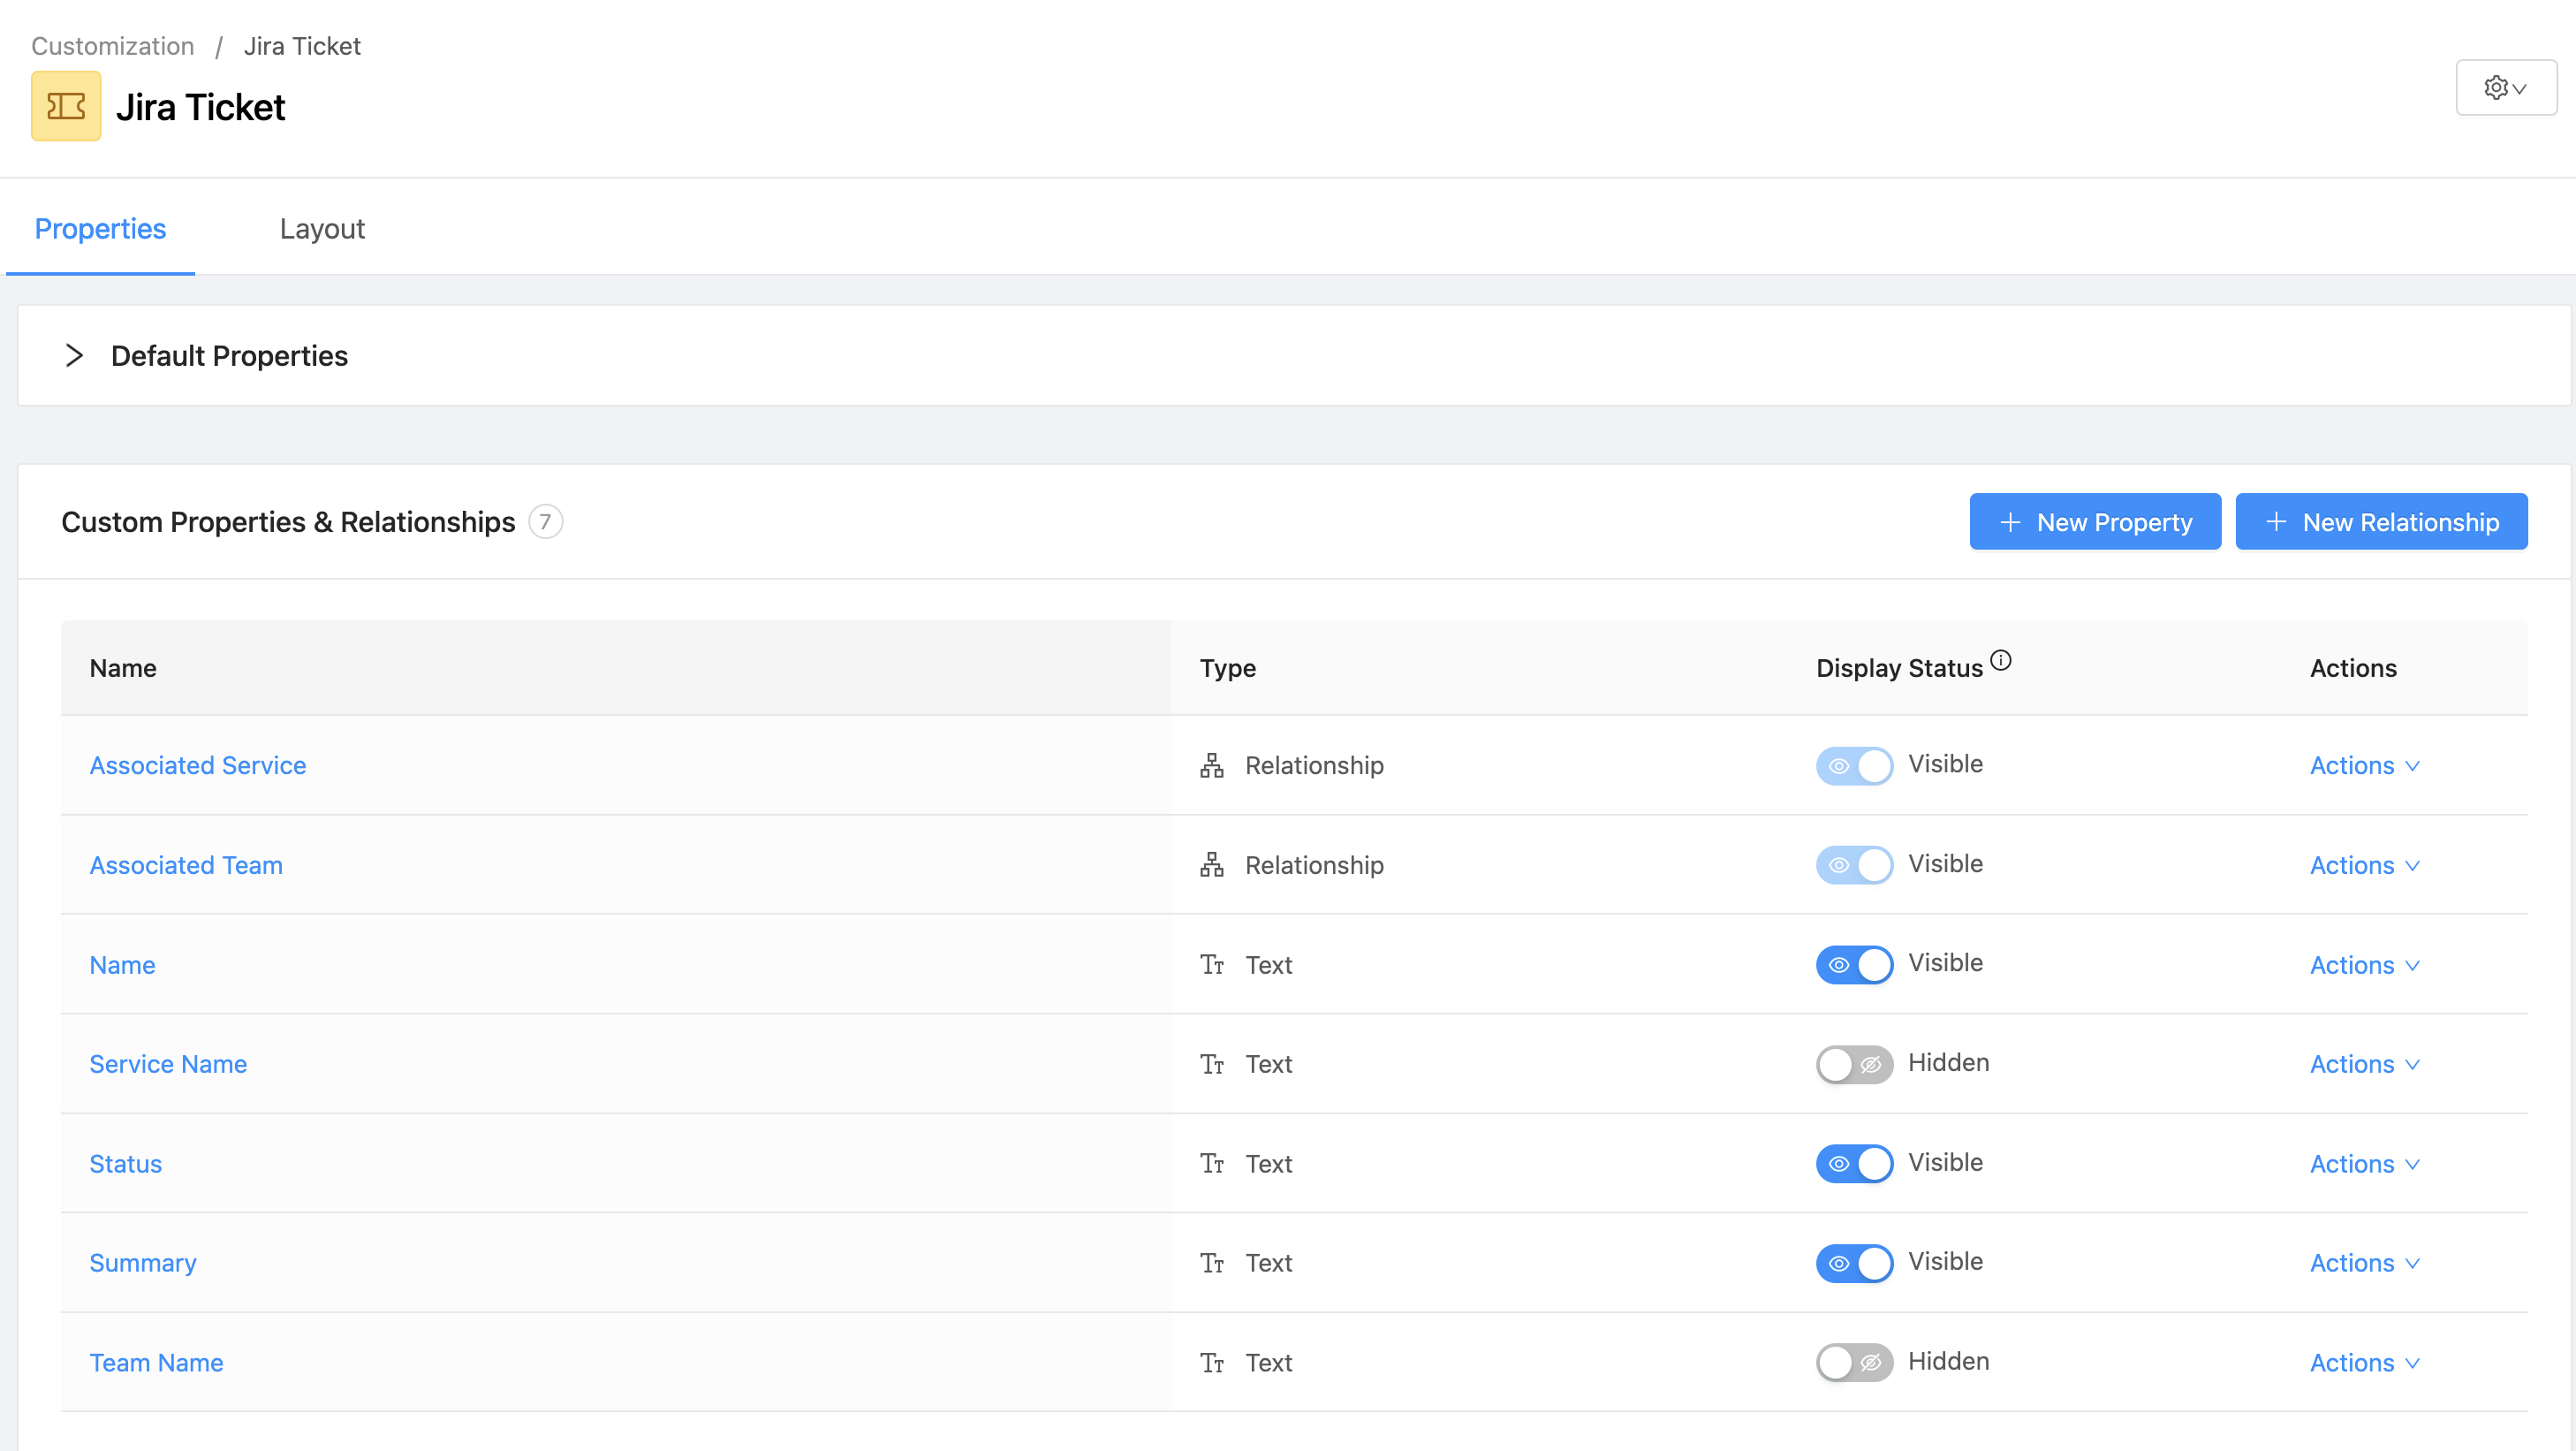 Customization / Jira Ticket
Jira Ticket
Properties Layout
Default Properties
Custom Properties & Relationships 7 New Property New Relationship
Name Type Display Status Actions
Associated Service Relationship Visible Actions
Associated Team Relationship Visible Actions
Name Text Visible Actions
Service Name Text Hidden Actions
Status Text Visible Actions
Summary Text Visible Actions
Team Name Text Hidden Actions